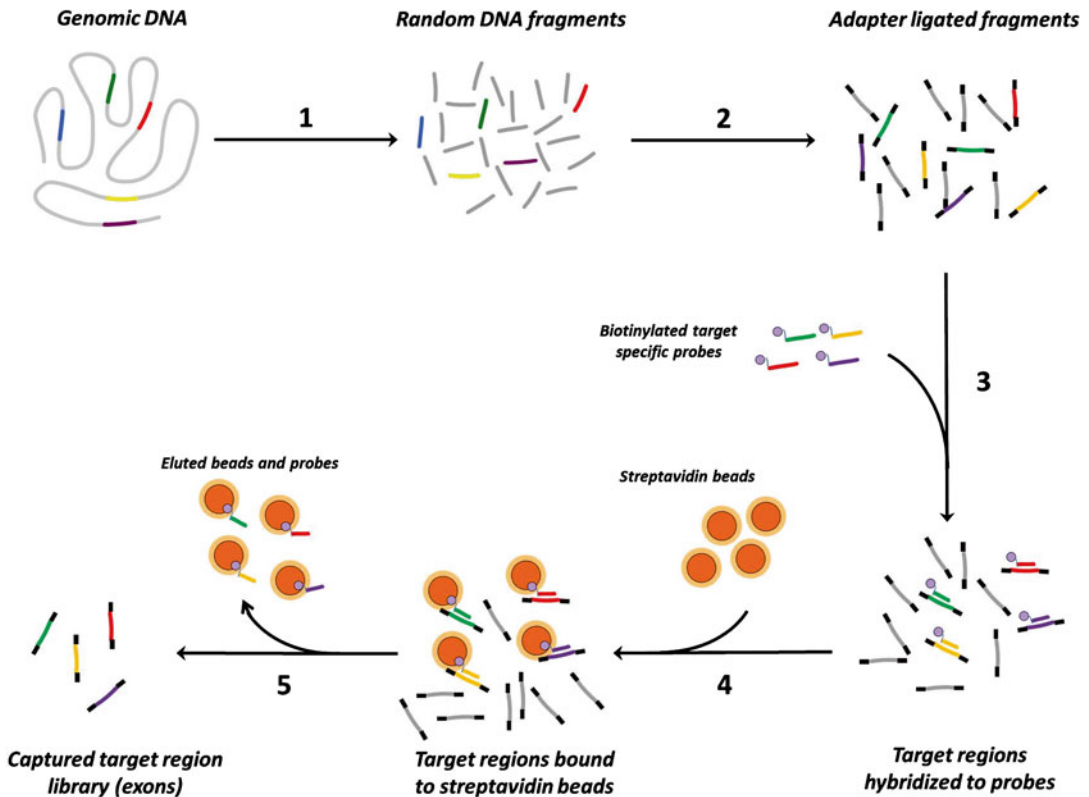 Genomic DNA
Random DNA fragments
Adapter ligated fragments
1
2
Biotinylated target
specific probes
3
Eluted beads and probes
Streptavidin beads
5
4
Captured target region
library (exons)
Target regions bound
to streptavidin beads
Target regions
hybridized to probes